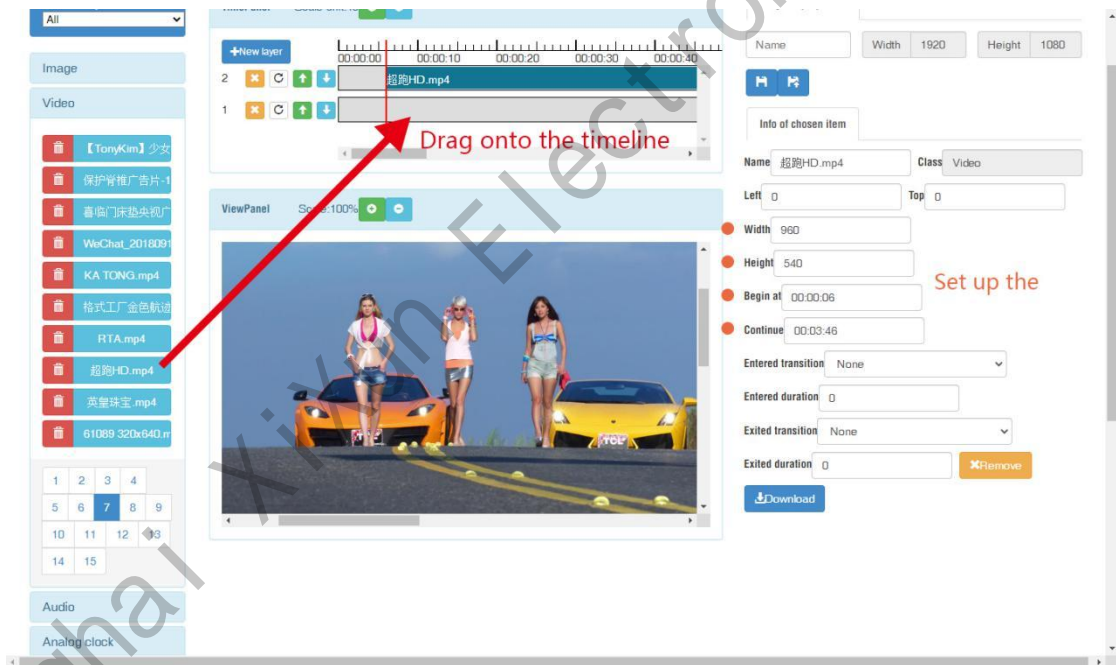 All
Image
Video
【TonyKim】少女
保护脊椎广告片-1
喜临门床垫央视广
WeChat_2018091
KA TONG.mp4
格式工厂金色航运
RTA.mp4
超跑HD.mp4
英皇珠宝.mp4
61089 320x640.m
1 2 3 4
5 6 7 8 9
10 11 12 13
14 15
Audio
Analog clock
New layer
00:00:00 00:00:10 00:00:20 00:00:30 00:00:40
2
超跑HD.mp4
1
Drag onto the timeline
ViewPanel Scale:100%
TOP
Name Width 1920 Height 1080
Info of chosen item
Name 超跑HD.mp4 Class Video
Left 0 Top 0
Width 960
Height 540
Set up the
Begin at 00:00:06
Continue 00:03:46
Entered transition None
Entered duration 0
Exited transition None
Exited duration 0 Remove
Download
hai Xixun Electro